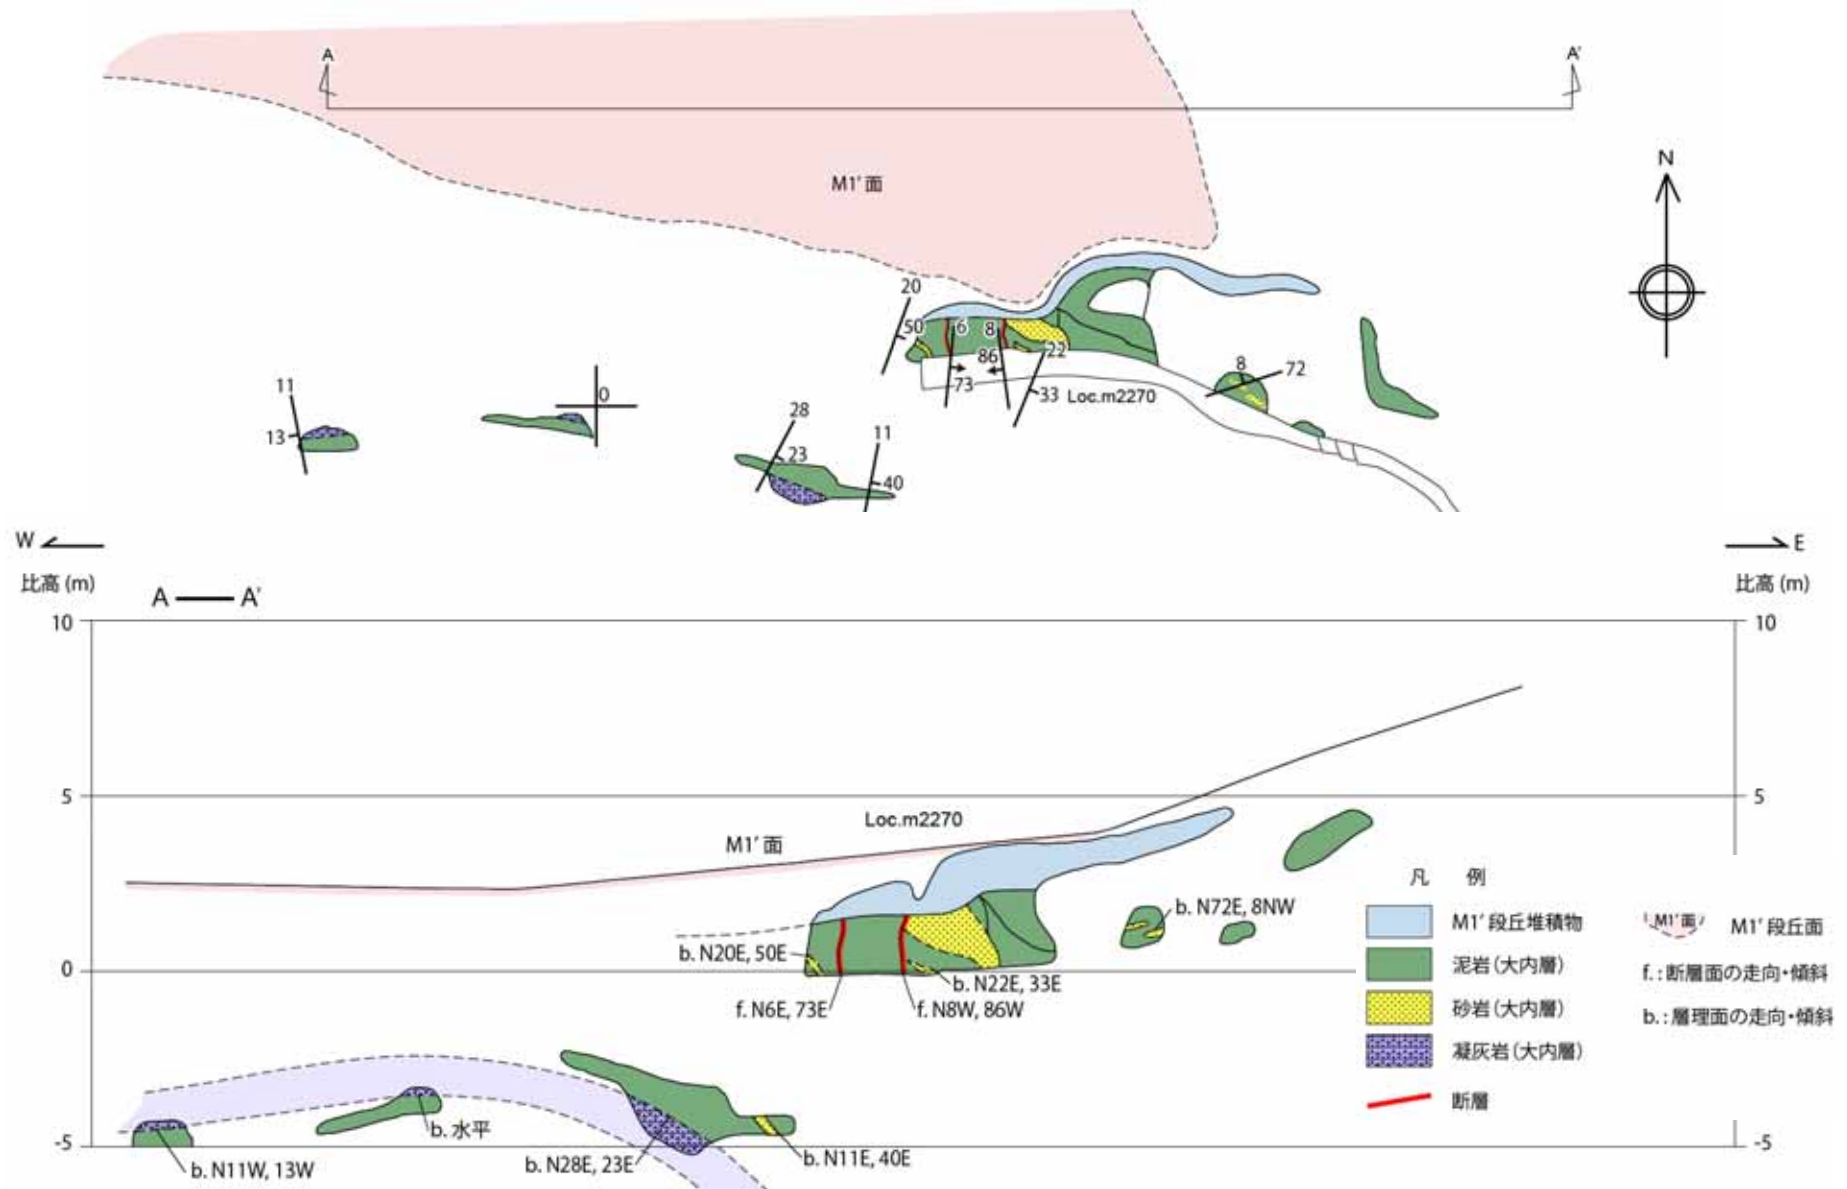 A
A'
M1'面
N
20
50
6
8
86
22
73
33
Loc.m2270
8
72
11
13
0
28
23
11
40
W
E
比高 (m)
比高 (m)
A — A'
10
10
5
5
Loc.m2270
M1'面
凡 例
b. N72E, 8NW
M1'段丘堆積物
M1'面
M1'段丘面
b. N20E, 50E
泥岩(大内層)
f.:断層面の走向・傾斜
0
b. N22E, 33E
f. N6E, 73E
f. N8W, 86W
砂岩(大内層)
b.:層理面の走向・傾斜
凝灰岩(大内層)
断層
b. 水平
-5
-5
b. N11W, 13W
b. N28E, 23E
b. N11E, 40E